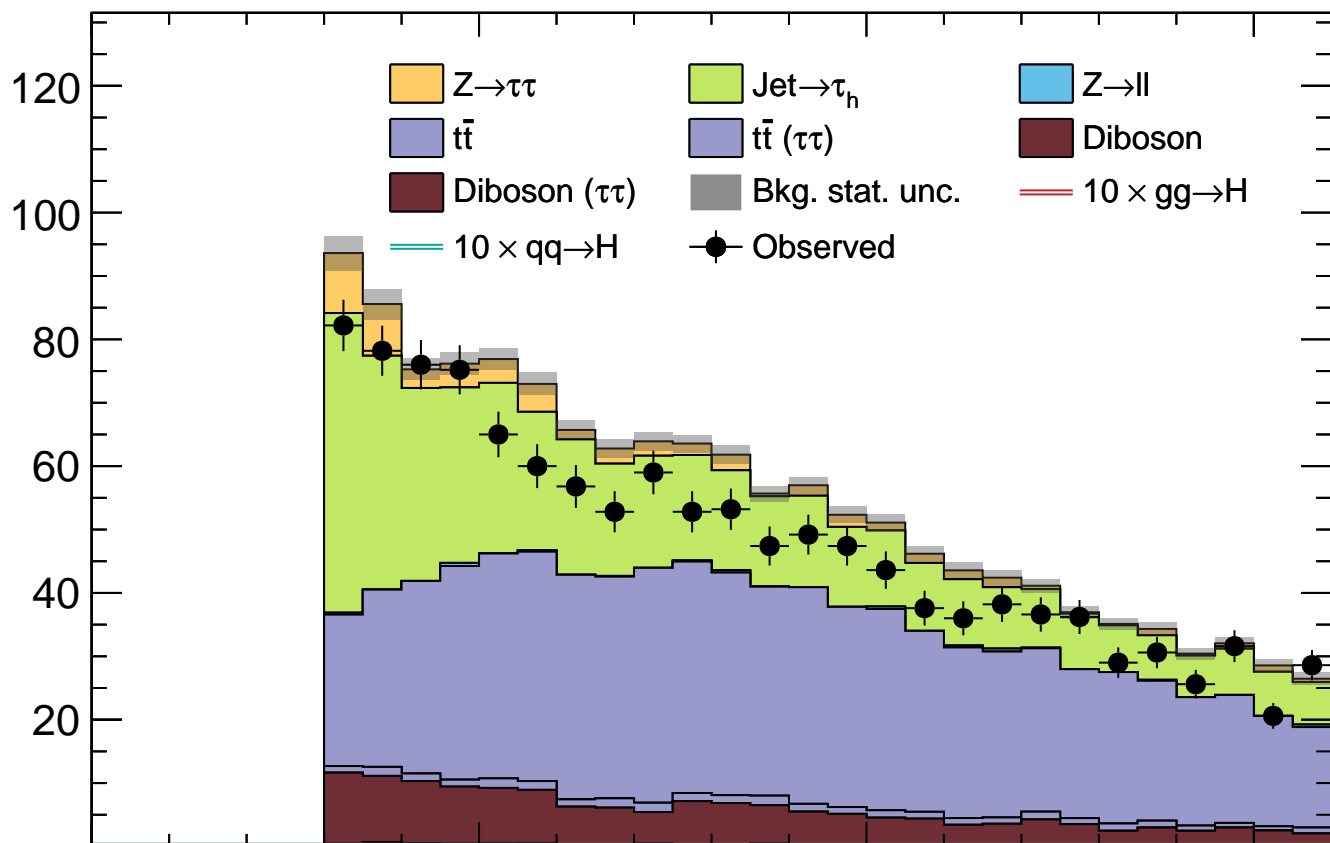 120
100
80
60
40
20
Z→ττ Jet→τh Z→ll
tt̄ tt̄ (ττ) Diboson
Diboson (ττ) Bkg. stat. unc. 10 × gg→H
10 × qq→H Observed